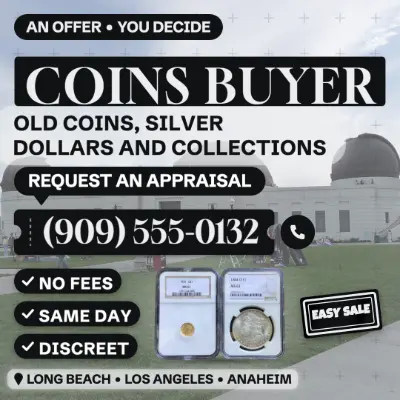 AN OFFER • YOU DECIDE
COINS BUYER
OLD COINS, SILVER
DOLLARS AND COLLECTIONS
REQUEST AN APPRAISAL
(909) 555-0132
NO FEES
SAME DAY
DISCREET
EASY SALE
LONG BEACH • LOS ANGELES • ANAHEIM